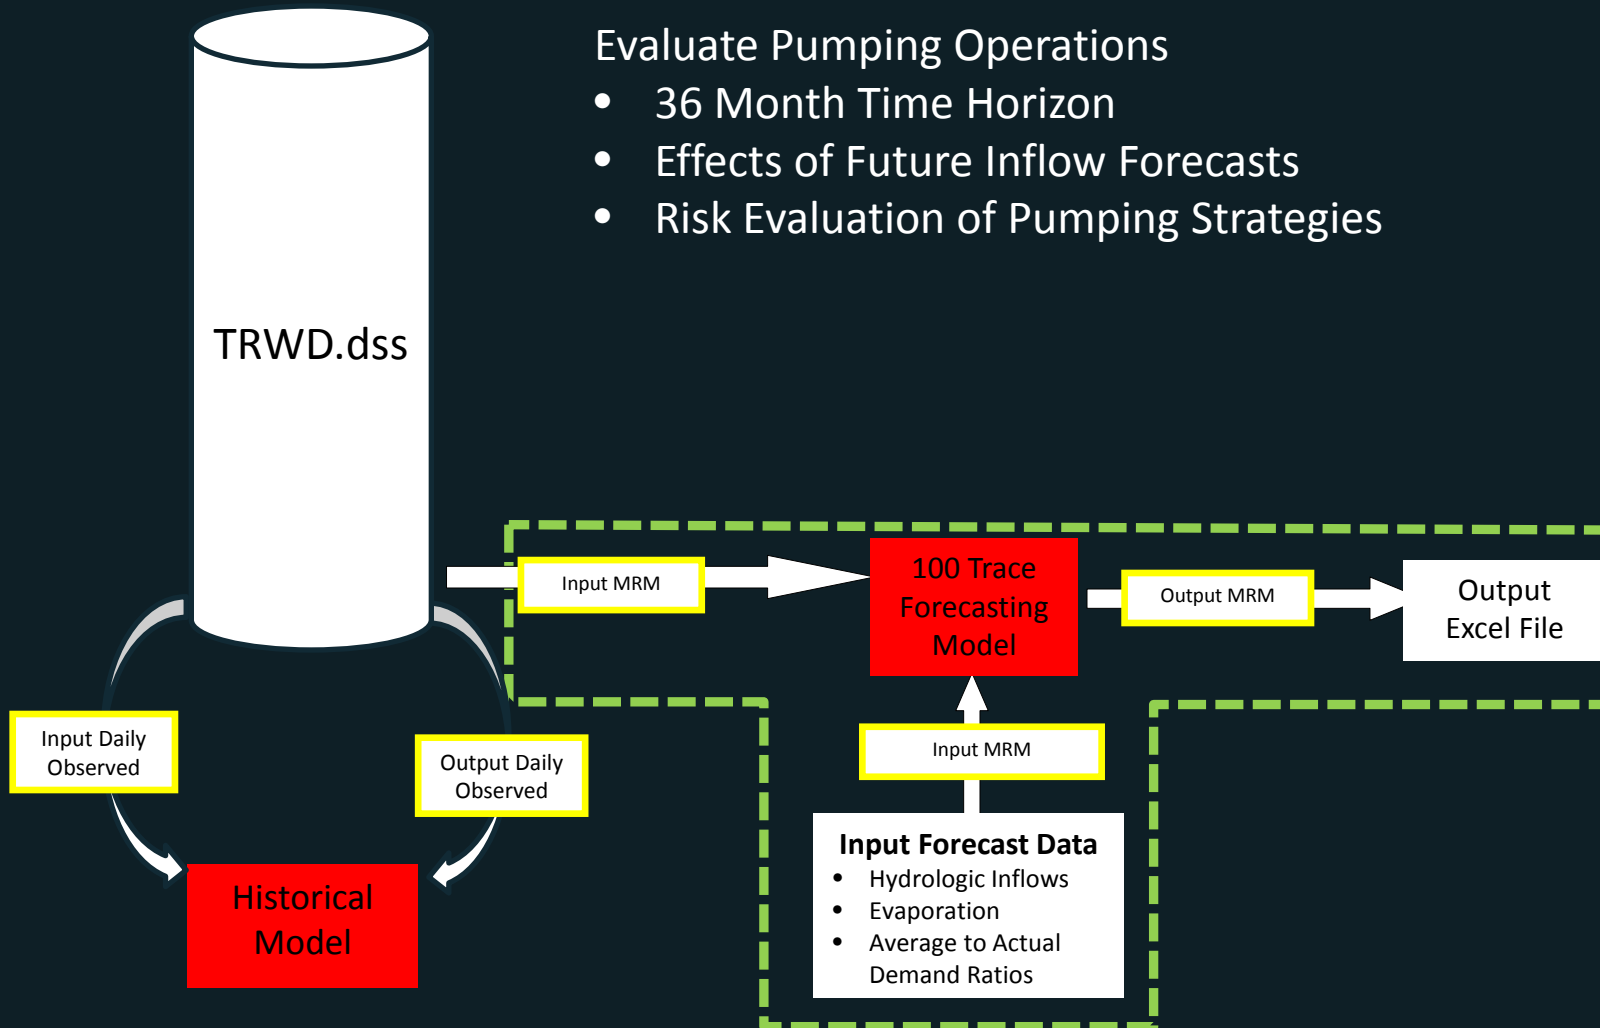 Evaluate Pumping Operations
• 36 Month Time Horizon
• Effects of Future Inflow Forecasts
• Risk Evaluation of Pumping Strategies
TRWD.dss
Input MRM
100 Trace
Forecasting
Model
Output MRM
Output
Excel File
Input Daily
Observed
Output Daily
Observed
Input MRM
Historical
Model
Input Forecast Data
• Hydrologic Inflows
• Evaporation
• Average to Actual
Demand Ratios